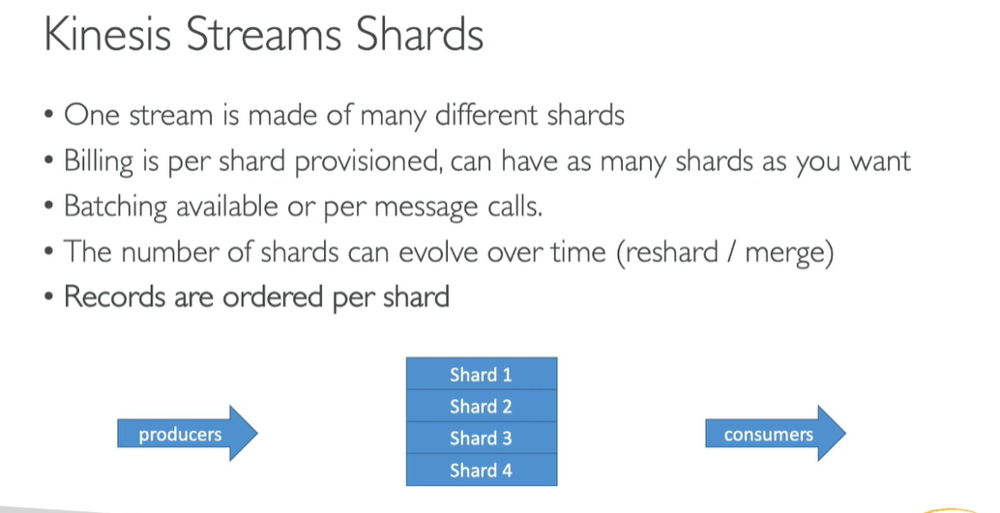 Kinesis Streams Shards
• One stream is made of many different shards
• Billing is per shard provisioned, can have as many shards as you want
• Batching available or per message calls.
• The number of shards can evolve over time (reshard / merge)
• Records are ordered per shard
Shard 1
Shard 2
producers
Shard 3
consumers
Shard 4